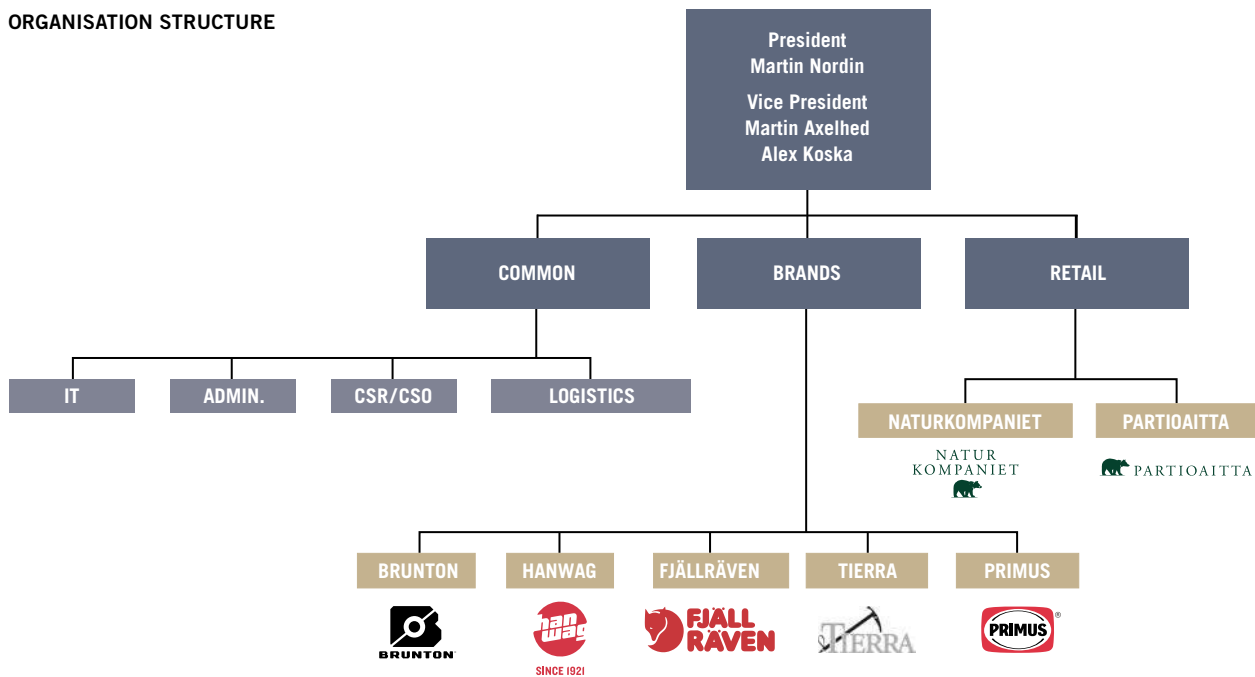 ORGANISATION STRUCTURE
President
Martin Nordin
Vice President
Martin Axelhed
Alex Koska
COMMON
BRANDS
RETAIL
IT
ADMIN.
CSR/CSO
LOGISTICS
NATURKOMPANIET
PARTIOAITTA
NATUR
KOMPANIET
PARTIOAITTA
BRUNTON
HANWAG
FJÄLLRÄVEN
TIERRA
PRIMUS
BRUNTON
han
wag
SINCE 1921
FJÄLL
RÄVEN
TIERRA
PRIMUS
®